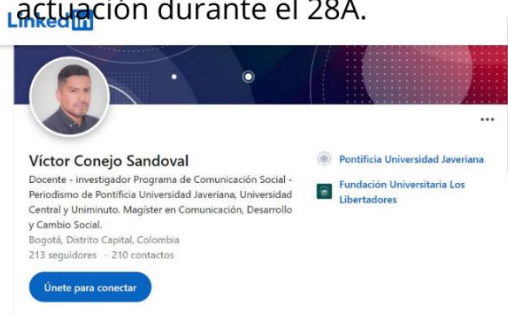 actuación durante el 28A.
Linked in
Víctor Conejo Sandoval
Docente - investigador Programa de Comunicación Social -
Periodismo de Pontificia Universidad Javeriana, Universidad
Central y Uniminuto. Magíster en Comunicación, Desarrollo
y Cambio Social.
Bogotá, Distrito Capital, Colombia
213 seguidores · 210 contactos
Únete para conectar
Pontificia Universidad Javeriana
Fundación Universitaria Los
Libertadores